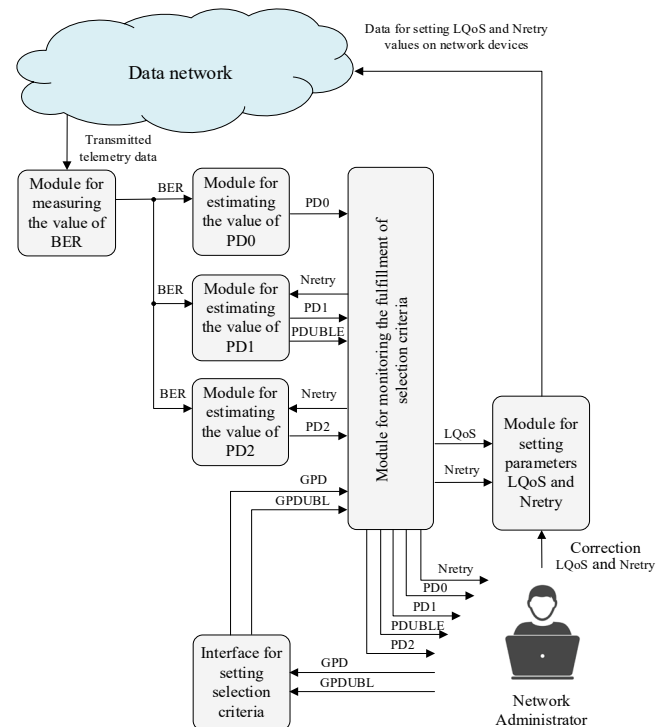 Data for setting LQoS and Nretry
values on network devices
Data network
Transmitted
telemetry data
Module for
measuring
the value of
BER
BER
Module for
estimating
the value of
PD0
PD0
BER
Module for
estimating
the value of
PD1
Nretry
PD1
PDUBLE
BER
Module for
estimating
the value of
PD2
Nretry
PD2
Module for monitoring the fulfillment of
selection criteria
LQoS
Nretry
Module for
setting
parameters
LQoS and
Nretry
GPD
GPDUBL
Correction
LQoS and Nretry
Nretry
PD0
PD1
PDUBLE
PD2
Interface for
setting
selection
criteria
GPD
GPDUBL
Network
Administrator